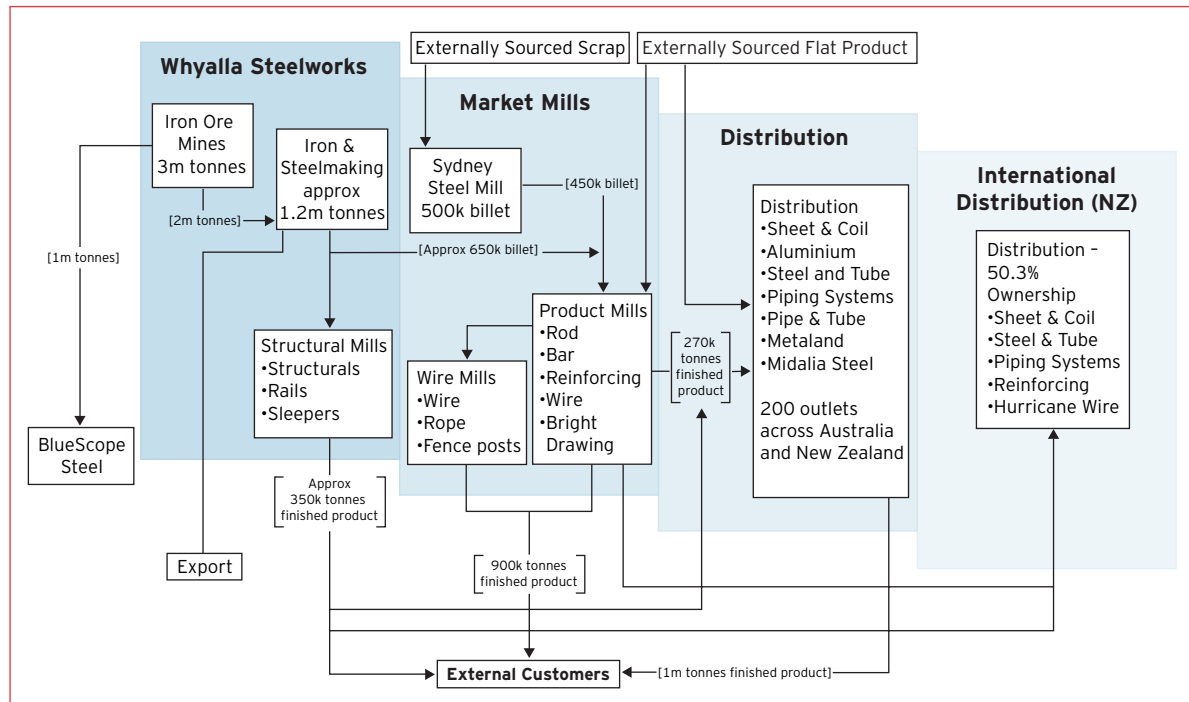 Externally Sourced Scrap
Externally Sourced Flat Product
Whyalla Steelworks
Market Mills
Distribution
International
Distribution (NZ)
Iron Ore
Mines
3m tonnes
Iron &
Steelmaking
approx
1.2m tonnes
[2m tonnes]
[1m tonnes]
BlueScope
Steel
Export
Structural Mills
•Structurals
•Rails
•Sleepers
[Approx 650k billet]
Sydney
Steel Mill
500k billet
[450k billet]
Wire Mills
•Wire
•Rope
•Fence posts
Product Mills
•Rod
•Bar
•Reinforcing
•Wire
•Bright
Drawing
270k
tonnes
finished
product
Distribution
•Sheet & Coil
•Aluminium
•Steel and Tube
•Piping Systems
•Pipe & Tube
•Metaland
•Midalia Steel
200 outlets
across Australia
and New Zealand
Distribution –
50.3%
Ownership
•Sheet & Coil
•Steel & Tube
•Piping Systems
•Reinforcing
•Hurricane Wire
Approx
350k tonnes
finished product
900k tonnes
finished product
External Customers
[1m tonnes finished product]